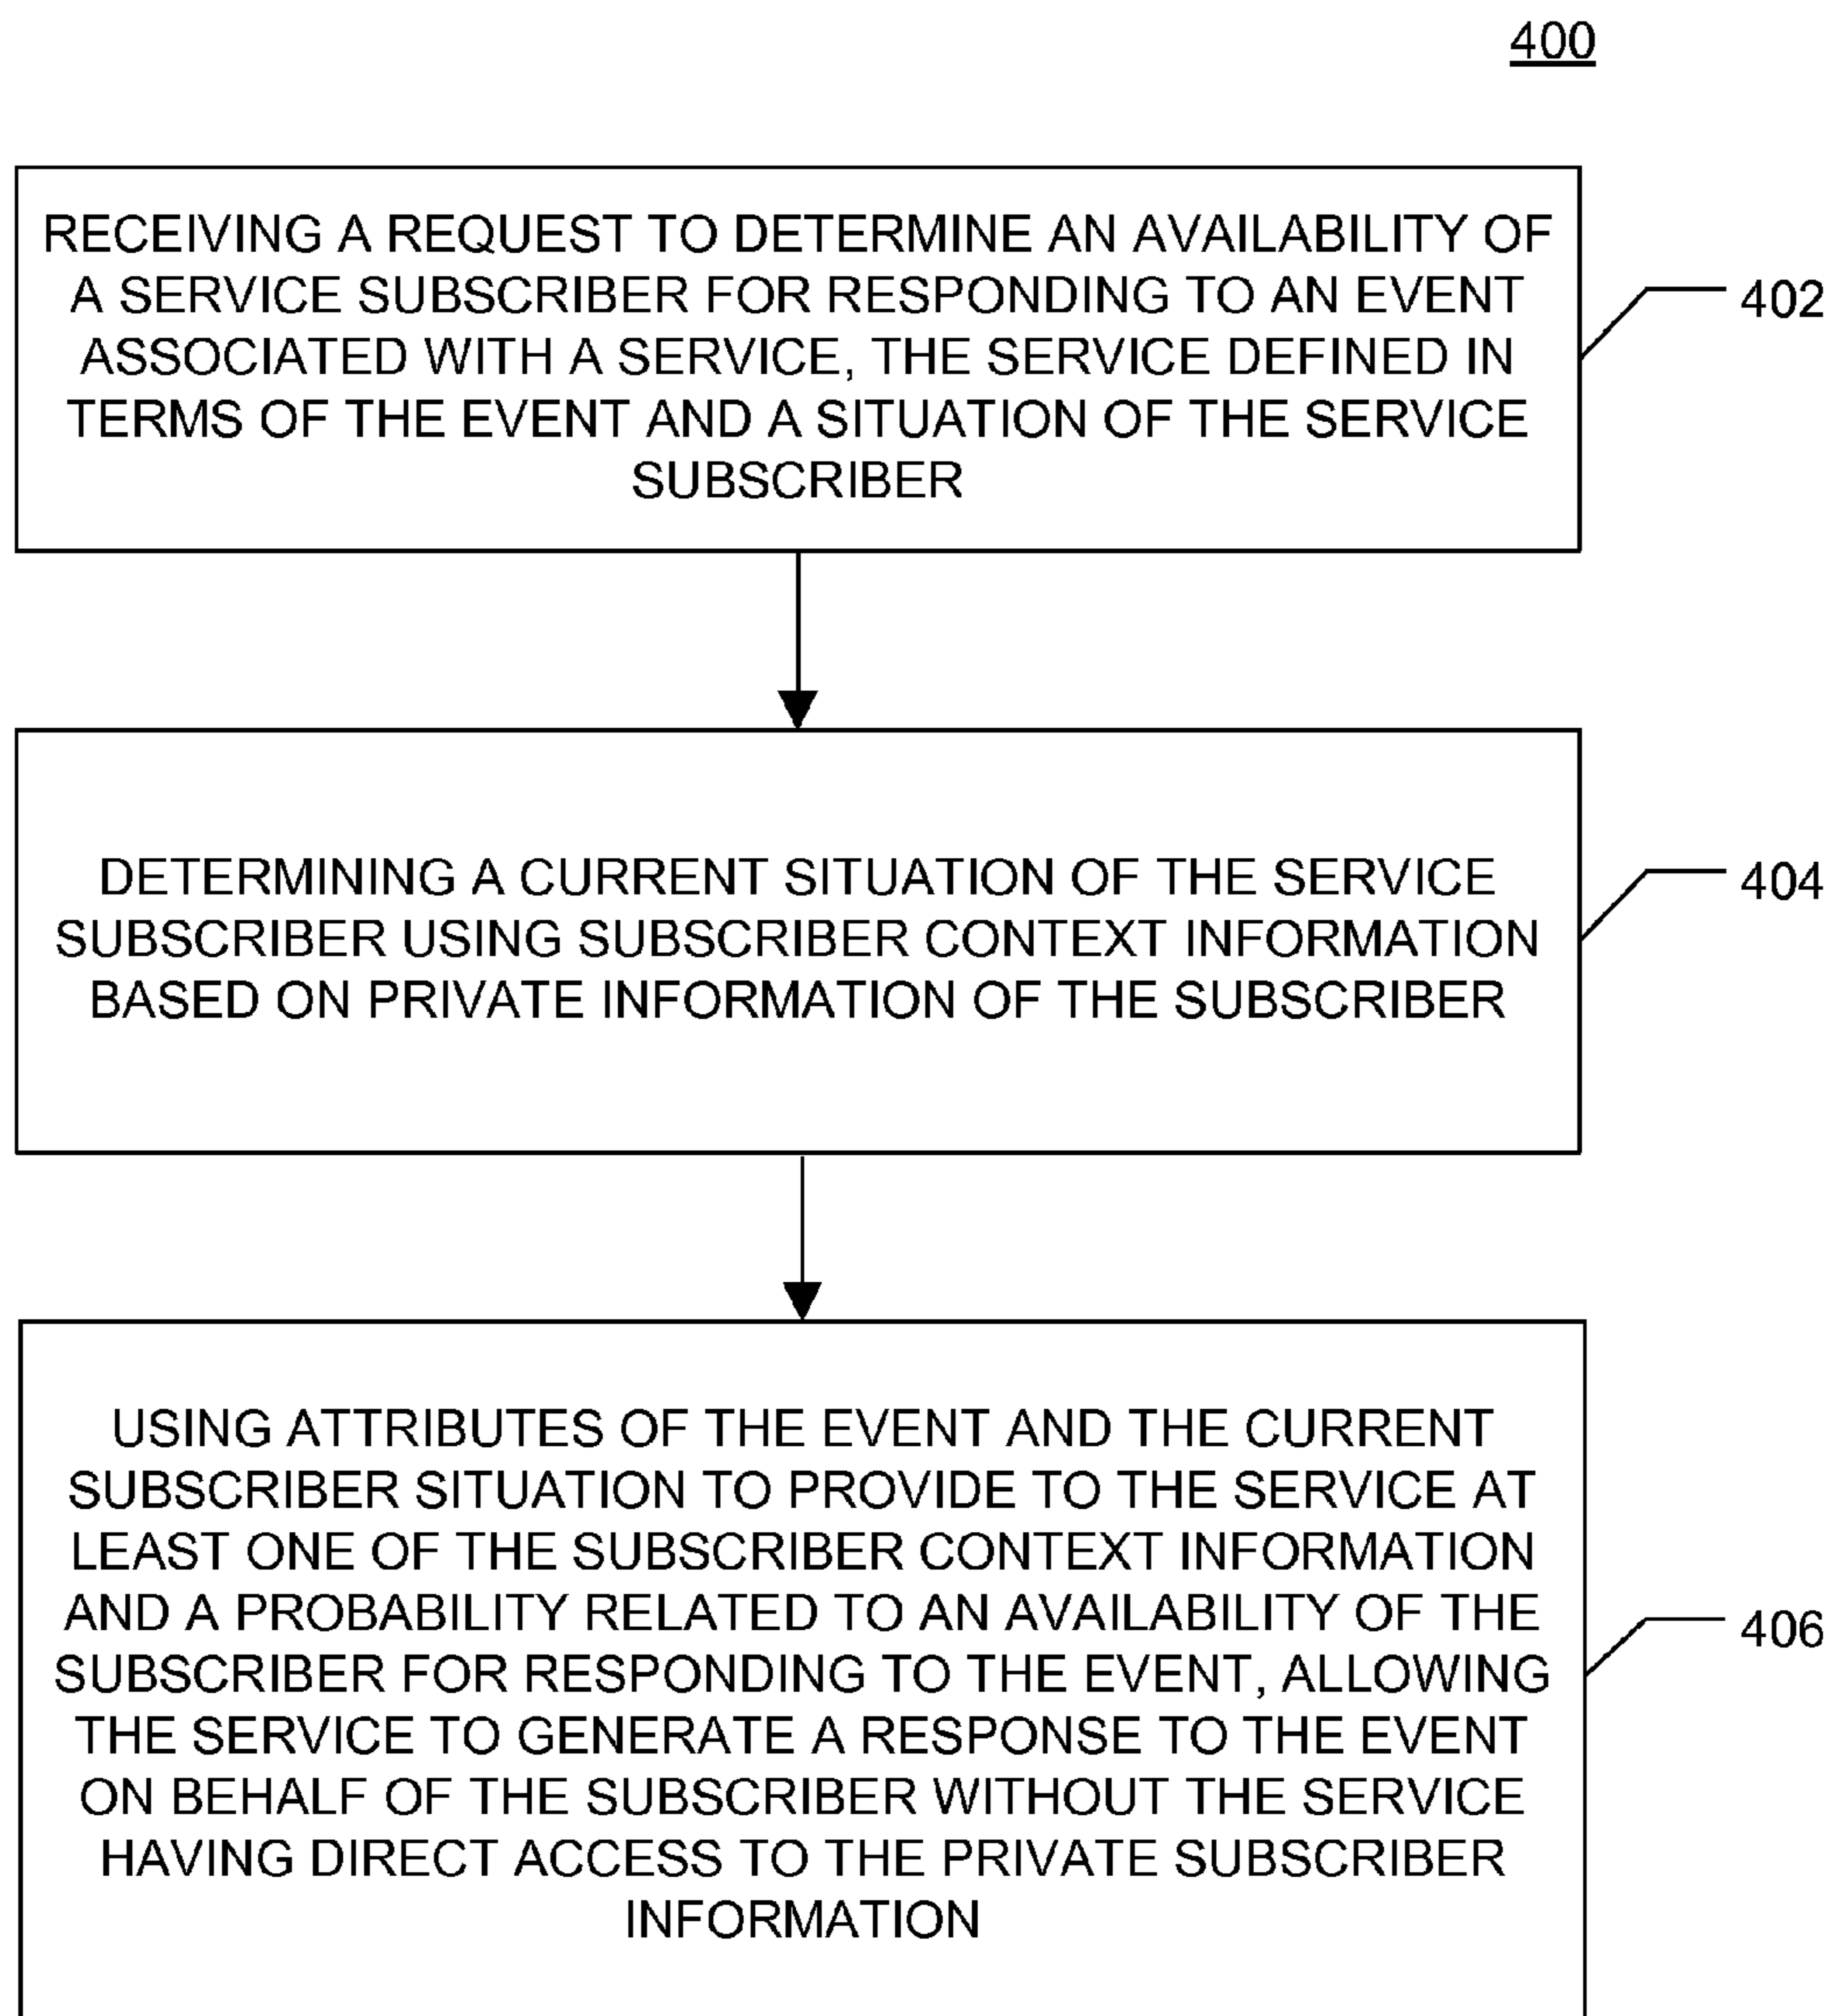 400
RECEIVING A REQUEST TO DETERMINE AN AVAILABILITY OF
A SERVICE SUBSCRIBER FOR RESPONDING TO AN EVENT
ASSOCIATED WITH A SERVICE, THE SERVICE DEFINED IN
TERMS OF THE EVENT AND A SITUATION OF THE SERVICE
SUBSCRIBER
402
DETERMINING A CURRENT SITUATION OF THE SERVICE
SUBSCRIBER USING SUBSCRIBER CONTEXT INFORMATION
BASED ON PRIVATE INFORMATION OF THE SUBSCRIBER
404
USING ATTRIBUTES OF THE EVENT AND THE CURRENT
SUBSCRIBER SITUATION TO PROVIDE TO THE SERVICE AT
LEAST ONE OF THE SUBSCRIBER CONTEXT INFORMATION
AND A PROBABILITY RELATED TO AN AVAILABILITY OF THE
SUBSCRIBER FOR RESPONDING TO THE EVENT, ALLOWING
THE SERVICE TO GENERATE A RESPONSE TO THE EVENT
ON BEHALF OF THE SUBSCRIBER WITHOUT THE SERVICE
HAVING DIRECT ACCESS TO THE PRIVATE SUBSCRIBER
INFORMATION
406